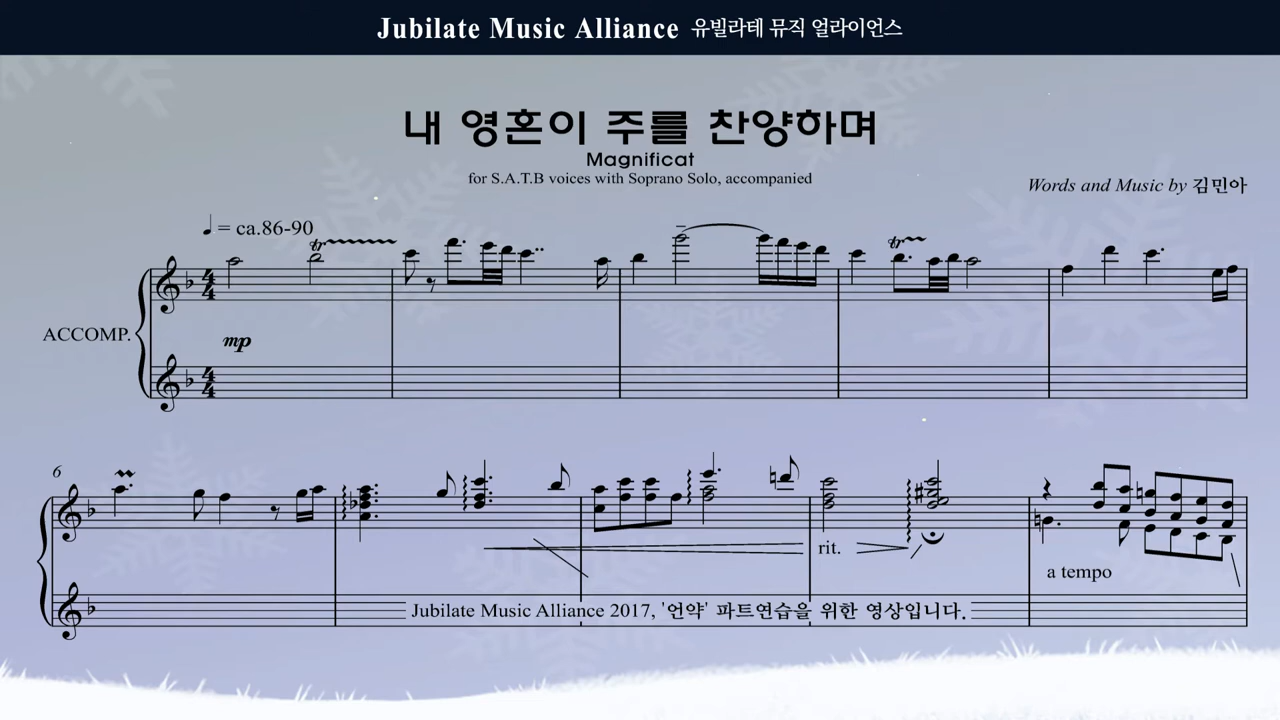 Jubilate Music Alliance 유빌라테 뮤직 얼라이언스
내 영혼이 주를 찬양하며
Magnificat
for S.A.T.B voices with Soprano Solo, accompanied
Words and Music by 김민아
♩ = ca.86-90
tr
tr
ACCOMP.
mp
6
rit.
a tempo
Jubilate Music Alliance 2017, '언약' 파트연습을 위한 영상입니다.